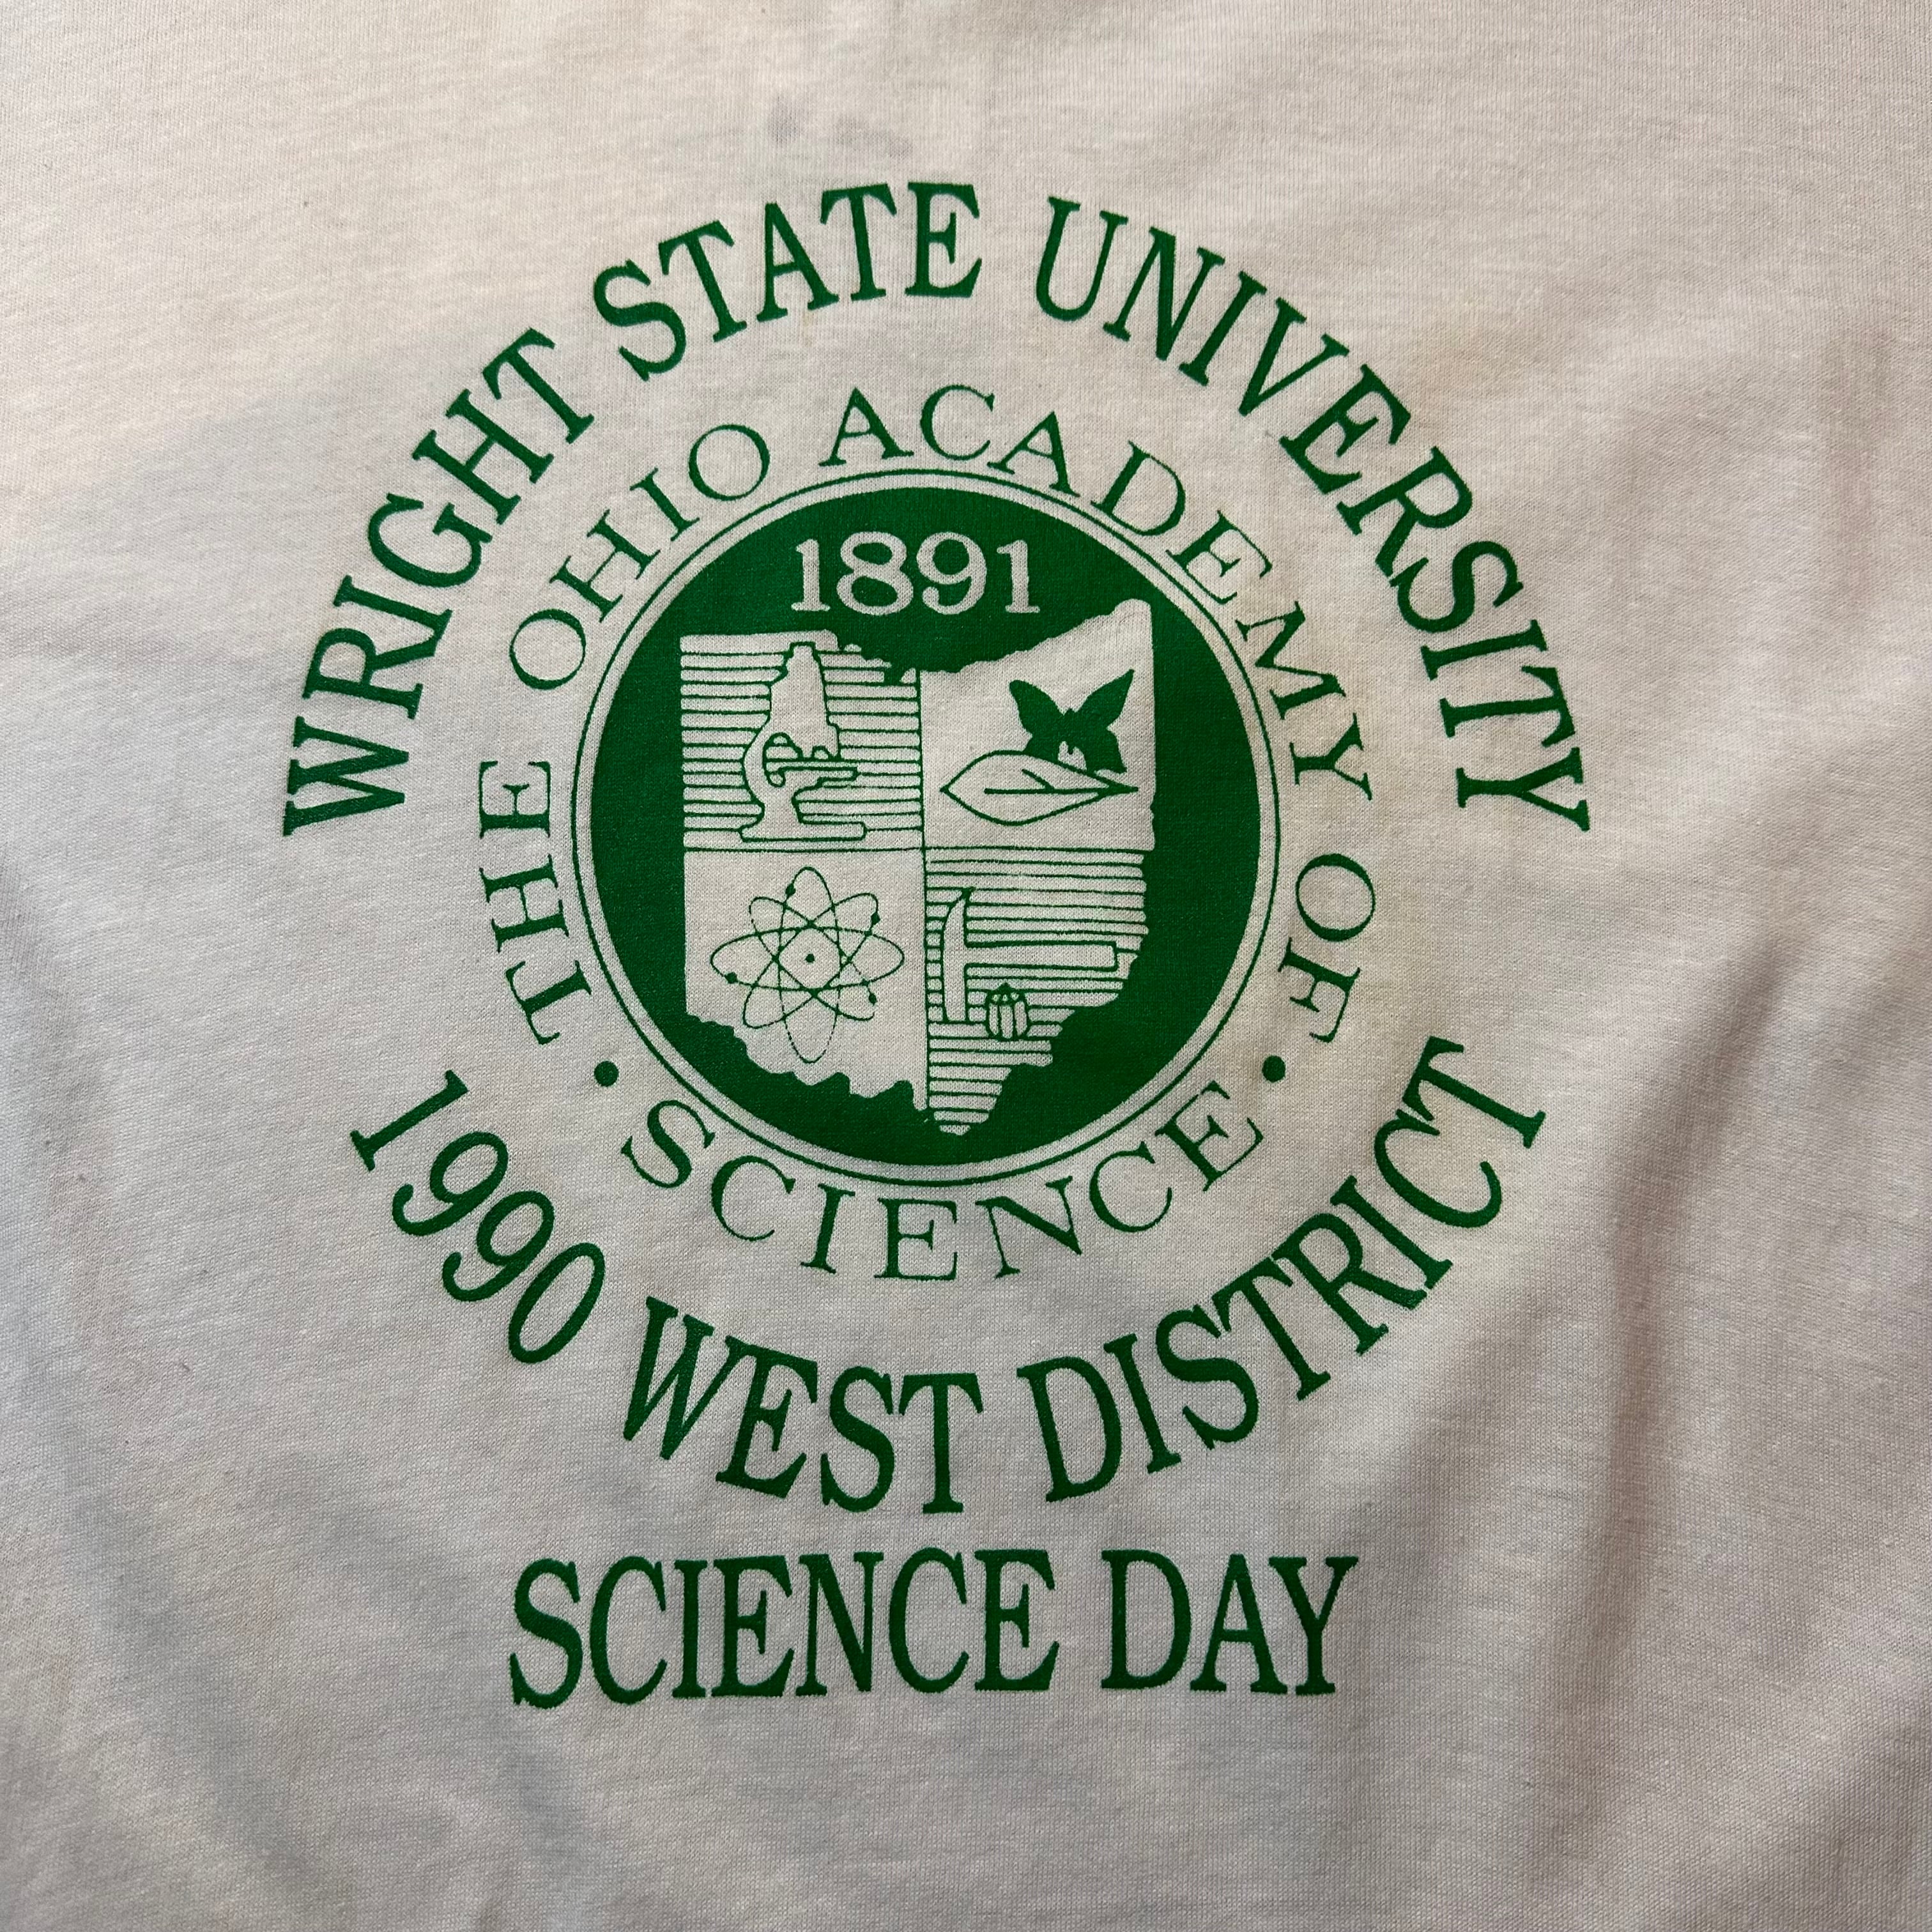 WRIGHT STATE UNIVERSITY
THE OHIO ACADEMY OF
• SCIENCE •
1891
1990 WEST DISTRICT
SCIENCE DAY